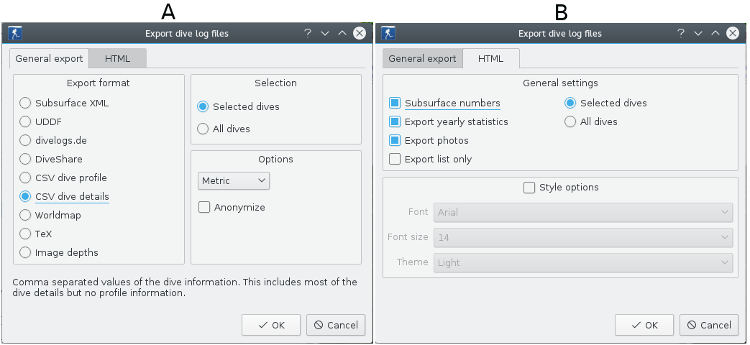 A
Export dive log files
General export HTML
Export format
Subsurface XML
UDDF
divelogs.de
DiveShare
CSV dive profile
CSV dive details
Worldmap
TeX
Image depths
Selection
Selected dives
All dives
Options
Metric
Anonymize
Comma separated values of the dive information. This includes most of the
dive details but no profile information.
OK Cancel
B
Export dive log files
General export HTML
General settings
Subsurface numbers
Export yearly statistics
Export photos
Export list only
Selected dives
All dives
Style options
Font Arial
Font size 14
Theme Light
OK Cancel